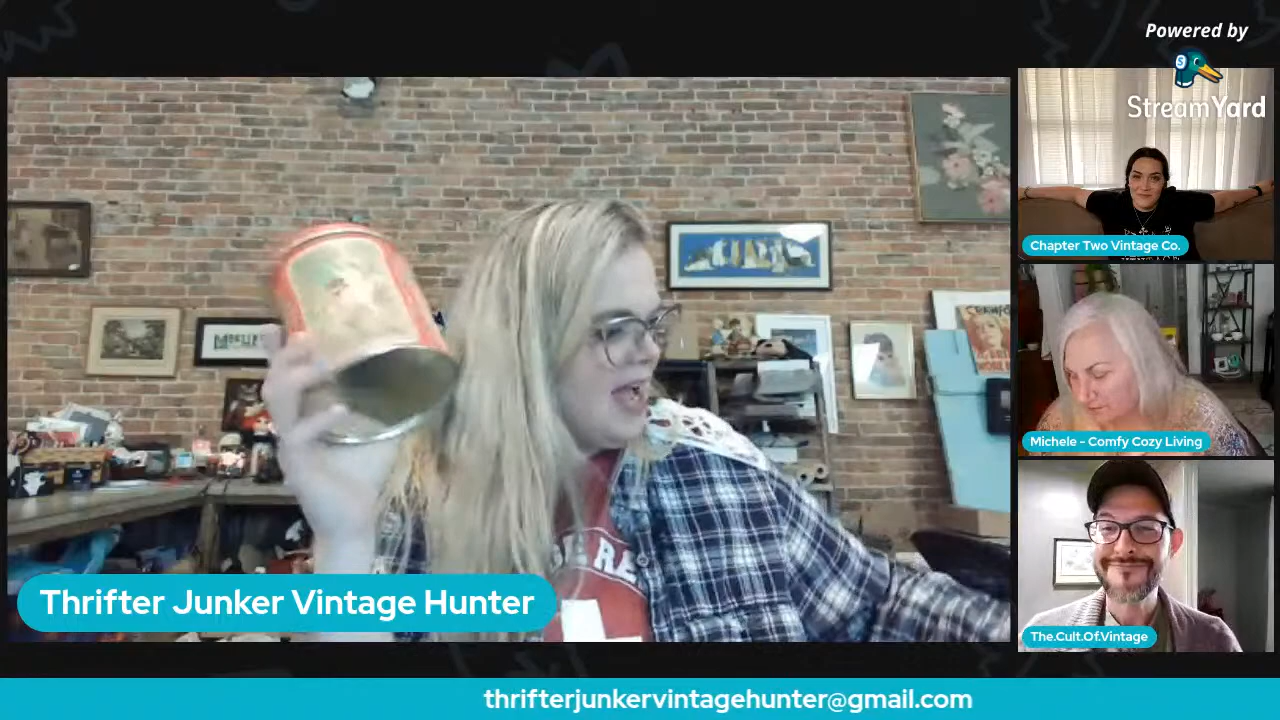 Powered by
StreamYard
Chapter Two Vintage Co.
Michele - Comfy Cozy Living
The.Cult.Of.Vintage
Thrifter Junker Vintage Hunter
thrifterjunkervintagehunter@gmail.com